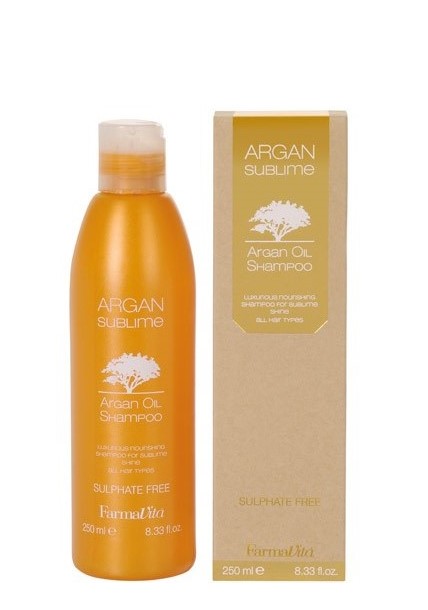 ARGAN
SUBLIME
Argan Oil
Shampoo
Luxurious nourishing
shampoo for sublime
shine
all hair types
SULPHATE FREE
FarmaVita
250 ml e 8.33 fl.oz.
ARGAN
SUBLIME
Argan Oil
Shampoo
Luxurious nourishing
shampoo for sublime
shine
all hair types
SULPHATE FREE
FarmaVita
250 ml e 8.33 fl.oz.